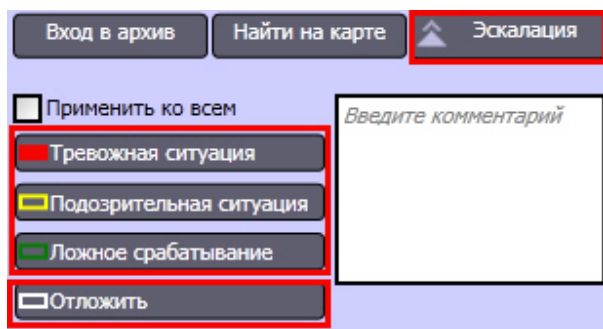 Вход в архив
Найти на карте
Эскалация
Применить ко всем
Введите комментарий
Тревожная ситуация
Подозрительная ситуация
Ложное срабатывание
Отложить